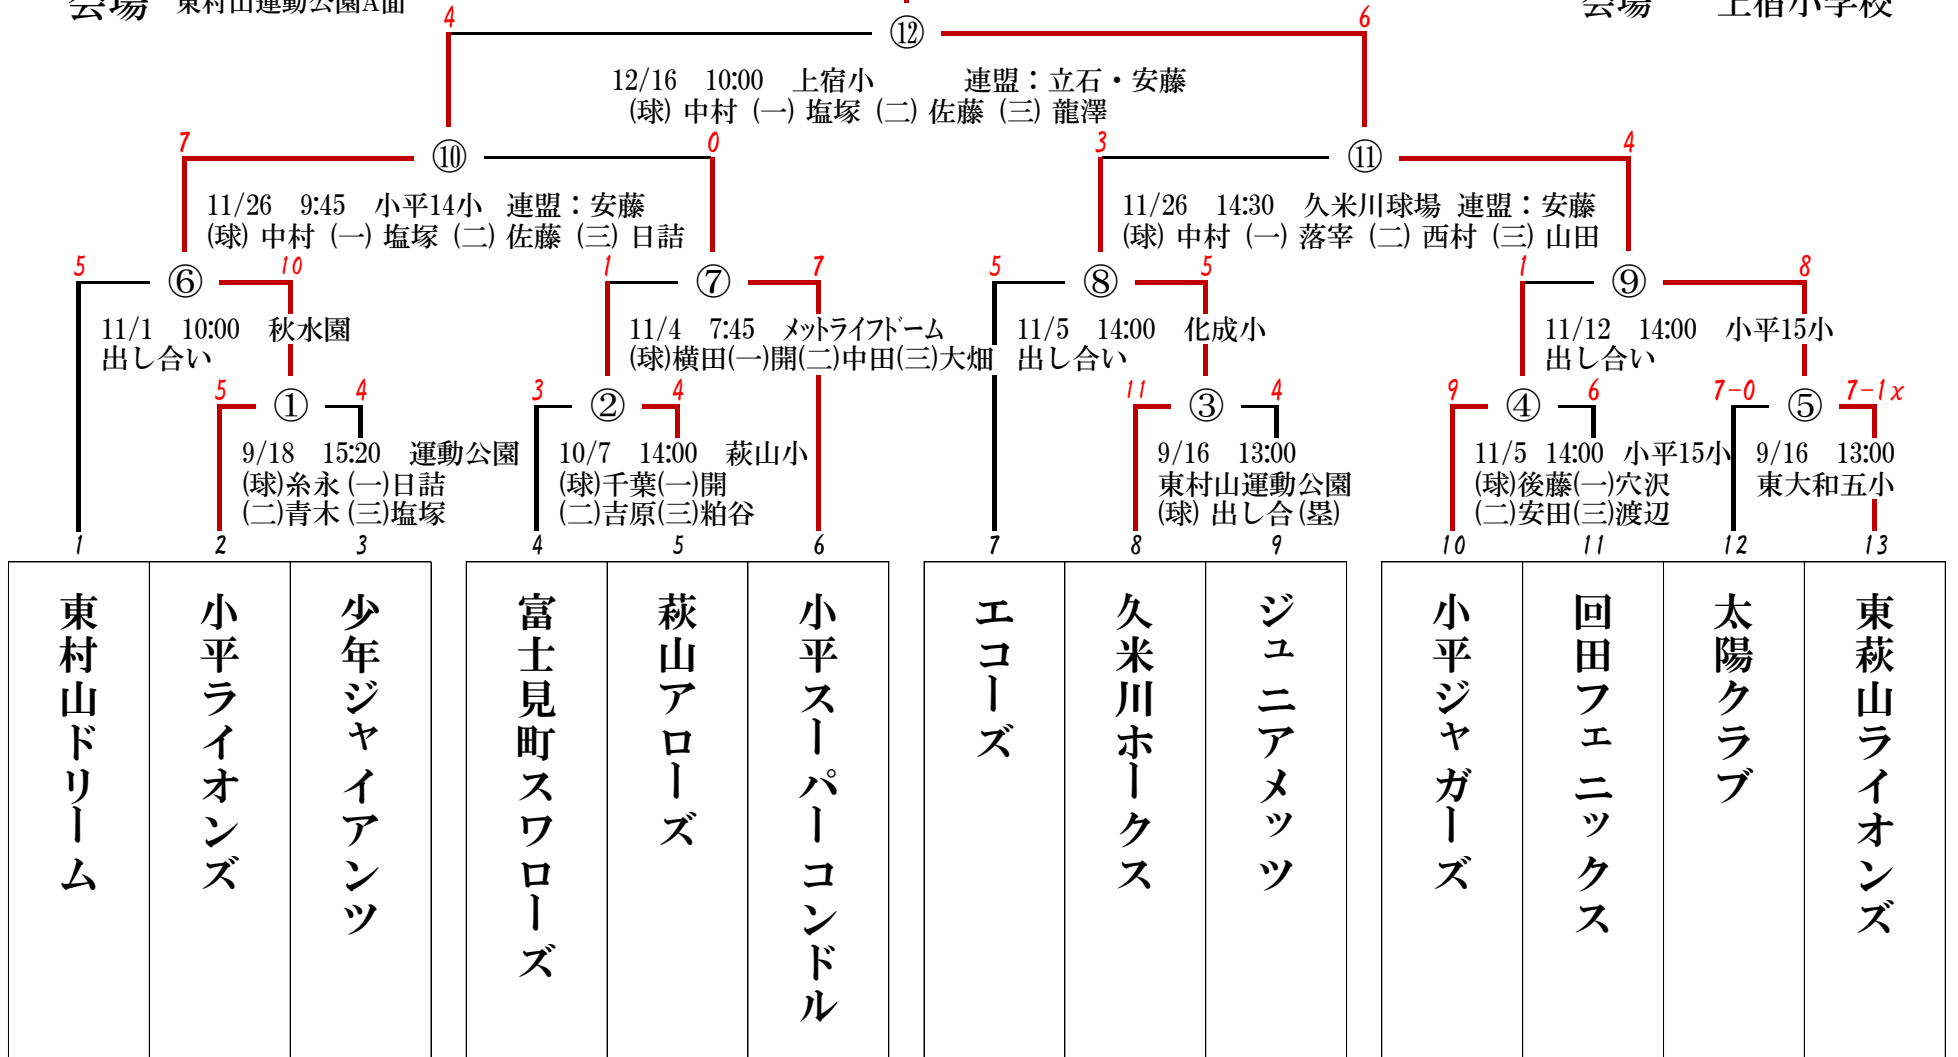 会場 東村山運動公園A面
会場 上宿小学校
4 ⑫ 6
12/16 10:00 上宿小 連盟：立石・安藤
(球) 中村 (一) 塩塚 (二) 佐藤 (三) 龍澤
7 ⑩ 0
3 ⑪ 4
11/26 9:45 小平14小 連盟：安藤
(球) 中村 (一) 塩塚 (二) 佐藤 (三) 日詰
11/26 14:30 久米川球場 連盟：安藤
(球) 中村 (一) 落宰 (二) 西村 (三) 山田
5 ⑥ 10
1 ⑦ 7
5 ⑧ 5
1 ⑨ 8
11/1 10:00 秋水園
出し合い
11/4 7:45 メットライフドーム
(球)横田(一)開(二)中田(三)大畑
11/5 14:00 化成小
出し合い
11/12 14:00 小平15小
出し合い
5 ① 4
3 ② 4
11 ③ 4
9 ④ 6
7-0 ⑤ 7-1x
9/18 15:20 運動公園
(球)糸永 (一)日詰
(二)青木 (三)塩塚
10/7 14:00 萩山小
(球)千葉(一)開
(二)吉原(三)粕谷
9/16 13:00
東村山運動公園
(球) 出し合 (塁)
11/5 14:00 小平15小
(球)後藤(一)穴沢
(二)安田(三)渡辺
9/16 13:00
東大和五小
1 2 3 4 5 6 7 8 9 10 11 12 13
東村山ドリーム
小平ライオンズ
少年ジャイアンツ
富士見町スワローズ
萩山アローズ
小平スーパーコンドル
エコーズ
久米川ホークス
ジュニアメッツ
小平ジャガーズ
回田フェニックス
太陽クラブ
東萩山ライオンズ